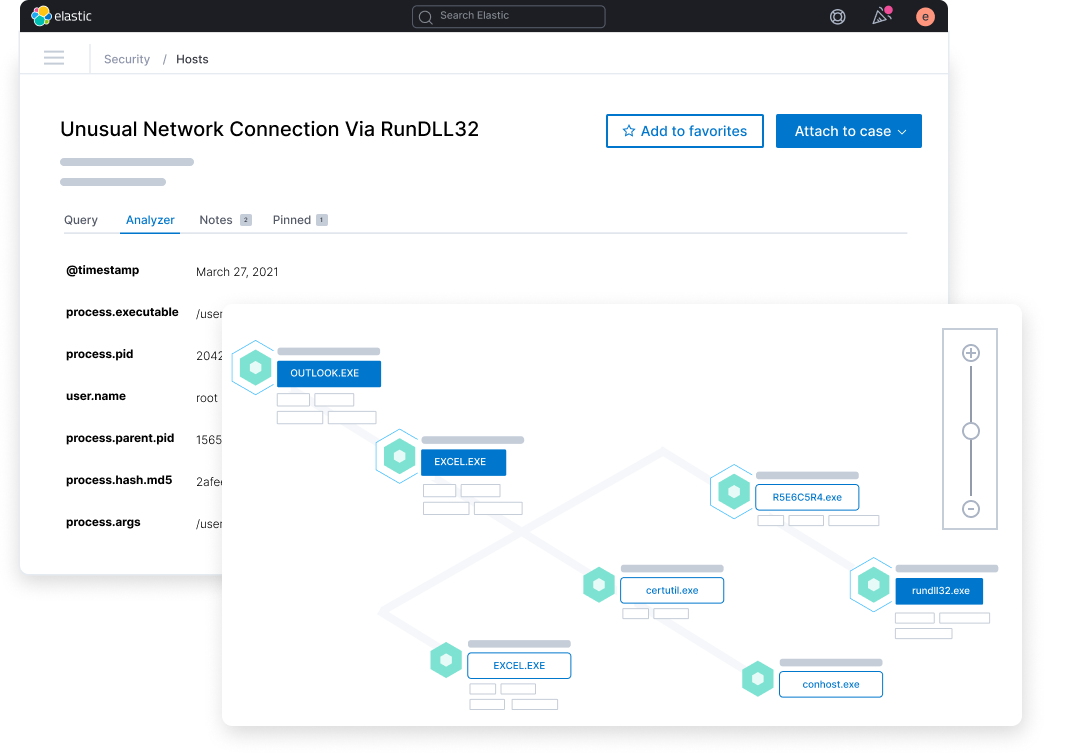 elastic
Search Elastic
e
Security / Hosts
Unusual Network Connection Via RunDLL32
Add to favorites
Attach to case
Query Analyzer Notes 2 Pinned 1
@timestamp March 27, 2021
process.executable /user
process.pid 2042
user.name root
process.parent.pid 1565
process.hash.md5 2afee
process.args /user
OUTLOOK.EXE
EXCEL.EXE
R5E6C5R4.exe
certutil.exe
rundll32.exe
EXCEL.EXE
conhost.exe